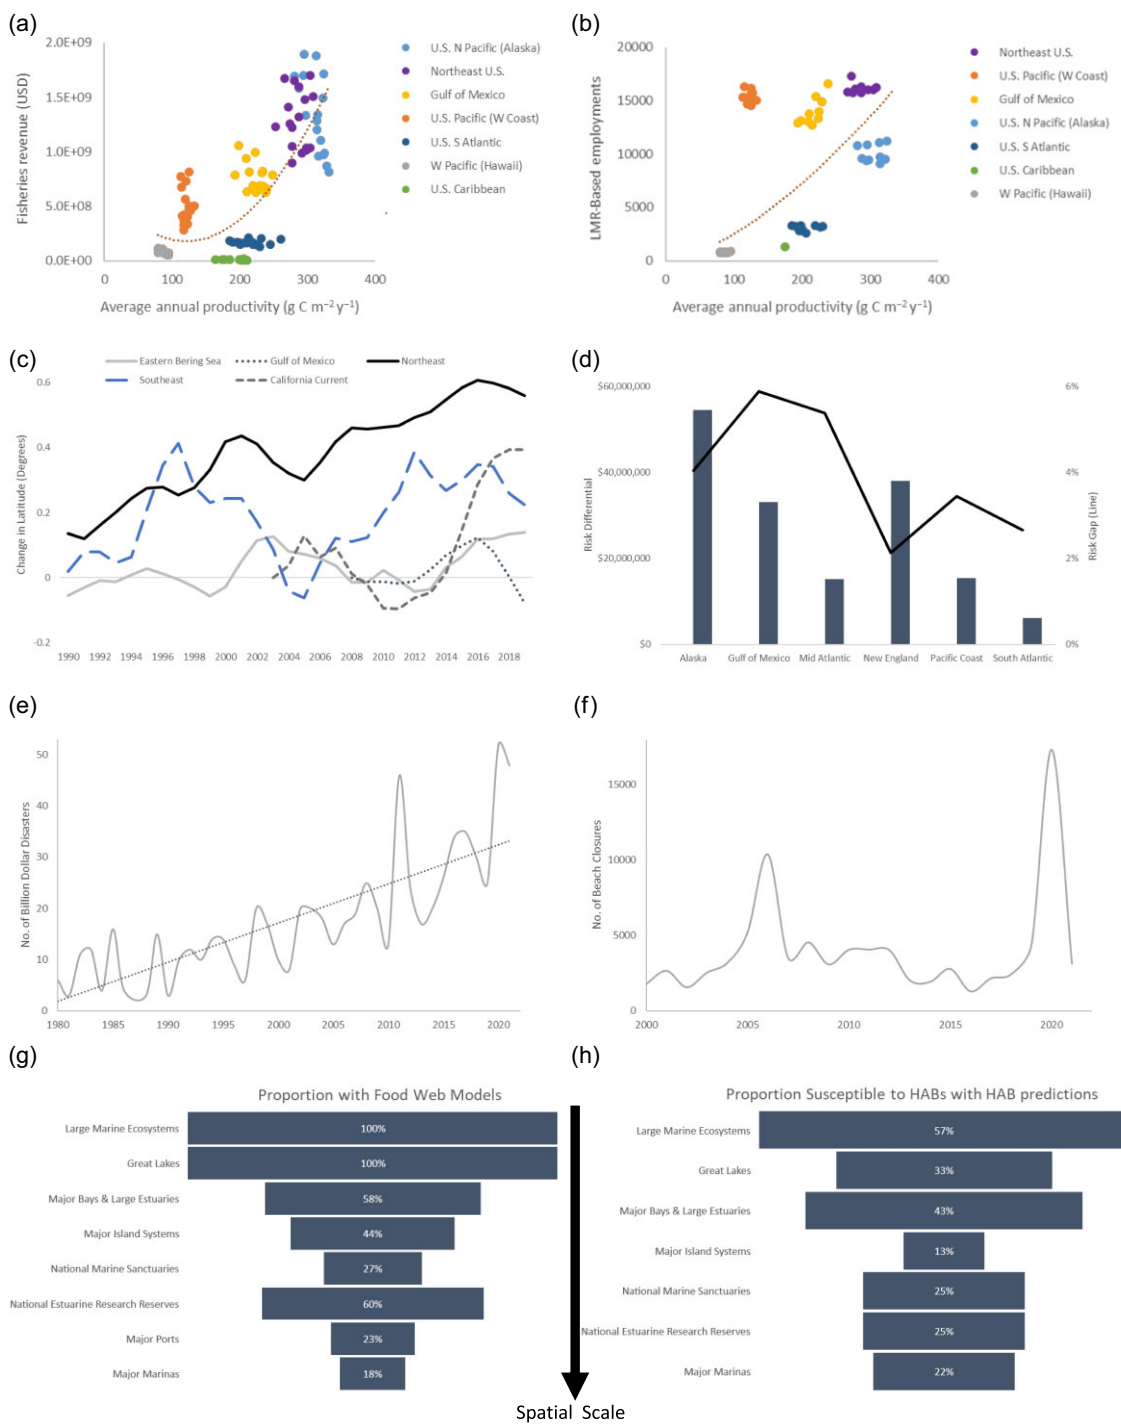 (a)
Fisheries revenue (USD)
2.0E+09
1.5E+09
1.0E+09
5.0E+08
0.0E+00
0 100 200 300 400
Average annual productivity (g C m⁻² y⁻¹)
U.S. N Pacific (Alaska)
Northeast U.S.
Gulf of Mexico
U.S. Pacific (W Coast)
U.S. S Atlantic
W Pacific (Hawaii)
U.S. Caribbean
(b)
LMR-Based employments
20000
15000
10000
5000
0
0 100 200 300 400
Average annual productivity (g C m⁻² y⁻¹)
Northeast U.S.
U.S. Pacific (W Coast)
Gulf of Mexico
U.S. N Pacific (Alaska)
U.S. S Atlantic
U.S. Caribbean
W Pacific (Hawaii)
(c)
Eastern Bering Sea Gulf of Mexico Northeast
Southeast California Current
Change in Latitude (Degrees)
0.6
0.4
0.2
0
-0.2
1990 1992 1994 1996 1998 2000 2002 2004 2006 2008 2010 2012 2014 2016 2018
(d)
Risk Differential
$60,000,000
$40,000,000
$20,000,000
$0
6%
4%
2%
0%
Risk Gap (Line)
Alaska Gulf of Mexico Mid Atlantic New England Pacific Coast South Atlantic
(e)
No. of Billion Dollar Disasters
50
40
30
20
10
0
1980 1985 1990 1995 2000 2005 2010 2015 2020
(f)
No. of Beach Closures
15000
10000
5000
0
2000 2005 2010 2015 2020
(g)
Proportion with Food Web Models
Large Marine Ecosystems 100%
Great Lakes 100%
Major Bays & Large Estuaries 58%
Major Island Systems 44%
National Marine Sanctuaries 27%
National Estuarine Research Reserves 60%
Major Ports 23%
Major Marinas 18%
(h)
Proportion Susceptible to HABs with HAB predictions
Large Marine Ecosystems 57%
Great Lakes 33%
Major Bays & Large Estuaries 43%
Major Island Systems 13%
National Marine Sanctuaries 25%
National Estuarine Research Reserves 25%
Major Marinas 22%
Spatial Scale